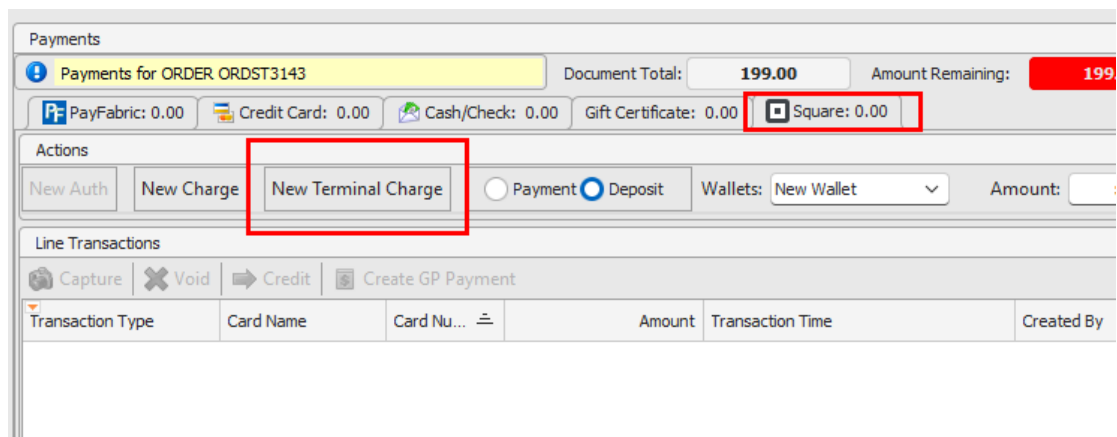 Payments
Payments for ORDER ORDST3143 Document Total: 199.00 Amount Remaining: 199.
PayFabric: 0.00 Credit Card: 0.00 Cash/Check: 0.00 Gift Certificate: 0.00 Square: 0.00
Actions
New Auth New Charge New Terminal Charge Payment Deposit Wallets: New Wallet Amount:
Line Transactions
Capture Void Credit Create GP Payment
Transaction Type Card Name Card Nu... Amount Transaction Time Created By